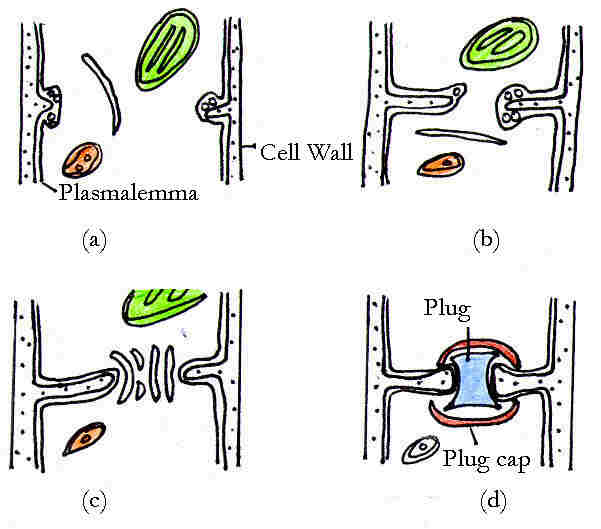 Cell Wall
Plasmalemma
(a)
(b)
Plug
Plug cap
(c)
(d)